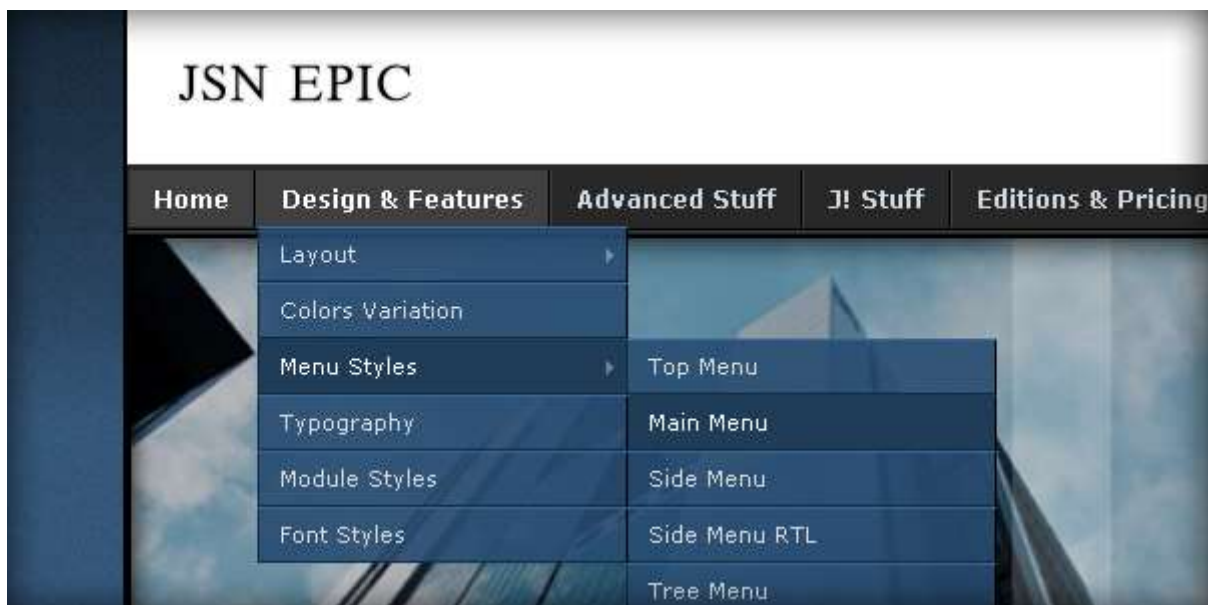 JSN EPIC
Home
Design & Features
Advanced Stuff
J! Stuff
Editions & Pricing
Layout
Colors Variation
Menu Styles
Typography
Module Styles
Font Styles
Top Menu
Main Menu
Side Menu
Side Menu RTL
Tree Menu